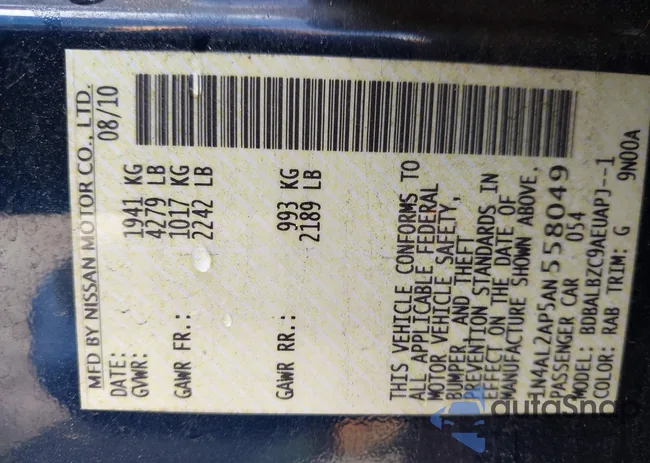 MFD BY NISSAN MOTOR CO., LTD.
DATE: 08/10
GVWR: 1941 KG
4279 LB
GAWR FR.: 1017 KG
2242 LB
GAWR RR.: 993 KG
2189 LB
THIS VEHICLE CONFORMS TO
ALL APPLICABLE FEDERAL
MOTOR VEHICLE SAFETY,
BUMPER, AND THEFT
PREVENTION STANDARDS IN
EFFECT ON THE DATE OF
MANUFACTURE SHOWN ABOVE.
1N4AL2AP5AN558049
PASSENGER CAR 054
MODEL: BDBALBZC9AEUAPJ--1
COLOR: RAB TRIM: G 9N00A
autoSnap